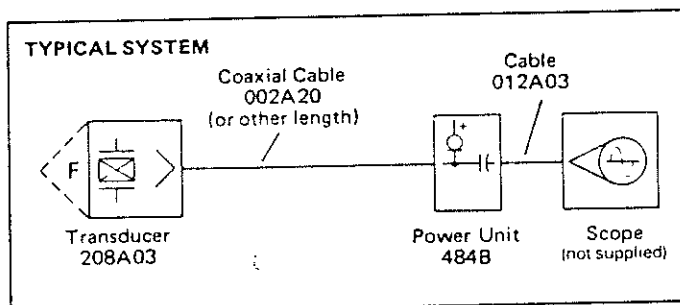 TYPICAL SYSTEM
Coaxial Cable
002A20
(or other length)
Cable
012A03
F
+
Transducer
208A03
Power Unit
484B
Scope
(not supplied)